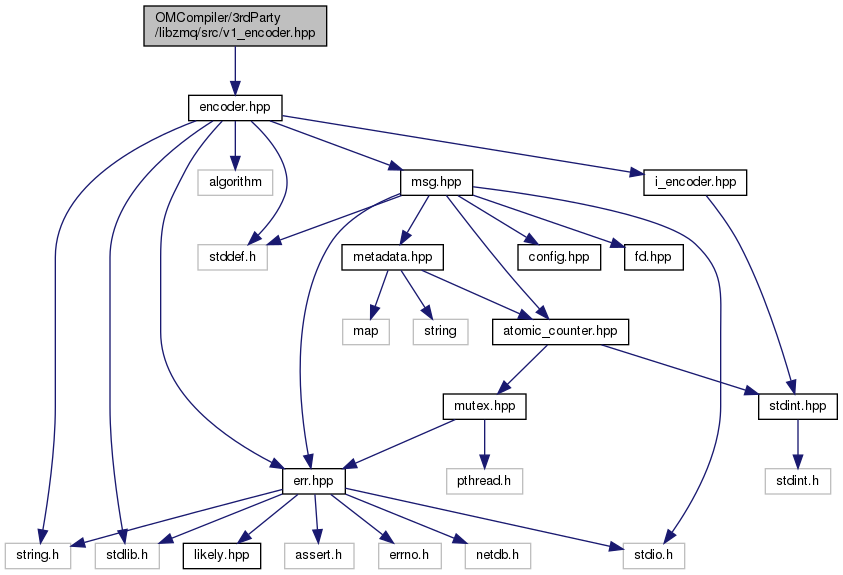 OMCompiler/3rdParty
/libzmq/src/v1_encoder.hpp
encoder.hpp
algorithm
msg.hpp
i_encoder.hpp
stddef.h
metadata.hpp
config.hpp
fd.hpp
map
string
atomic_counter.hpp
mutex.hpp
stdint.hpp
err.hpp
pthread.h
stdint.h
string.h
stdlib.h
likely.hpp
assert.h
errno.h
netdb.h
stdio.h